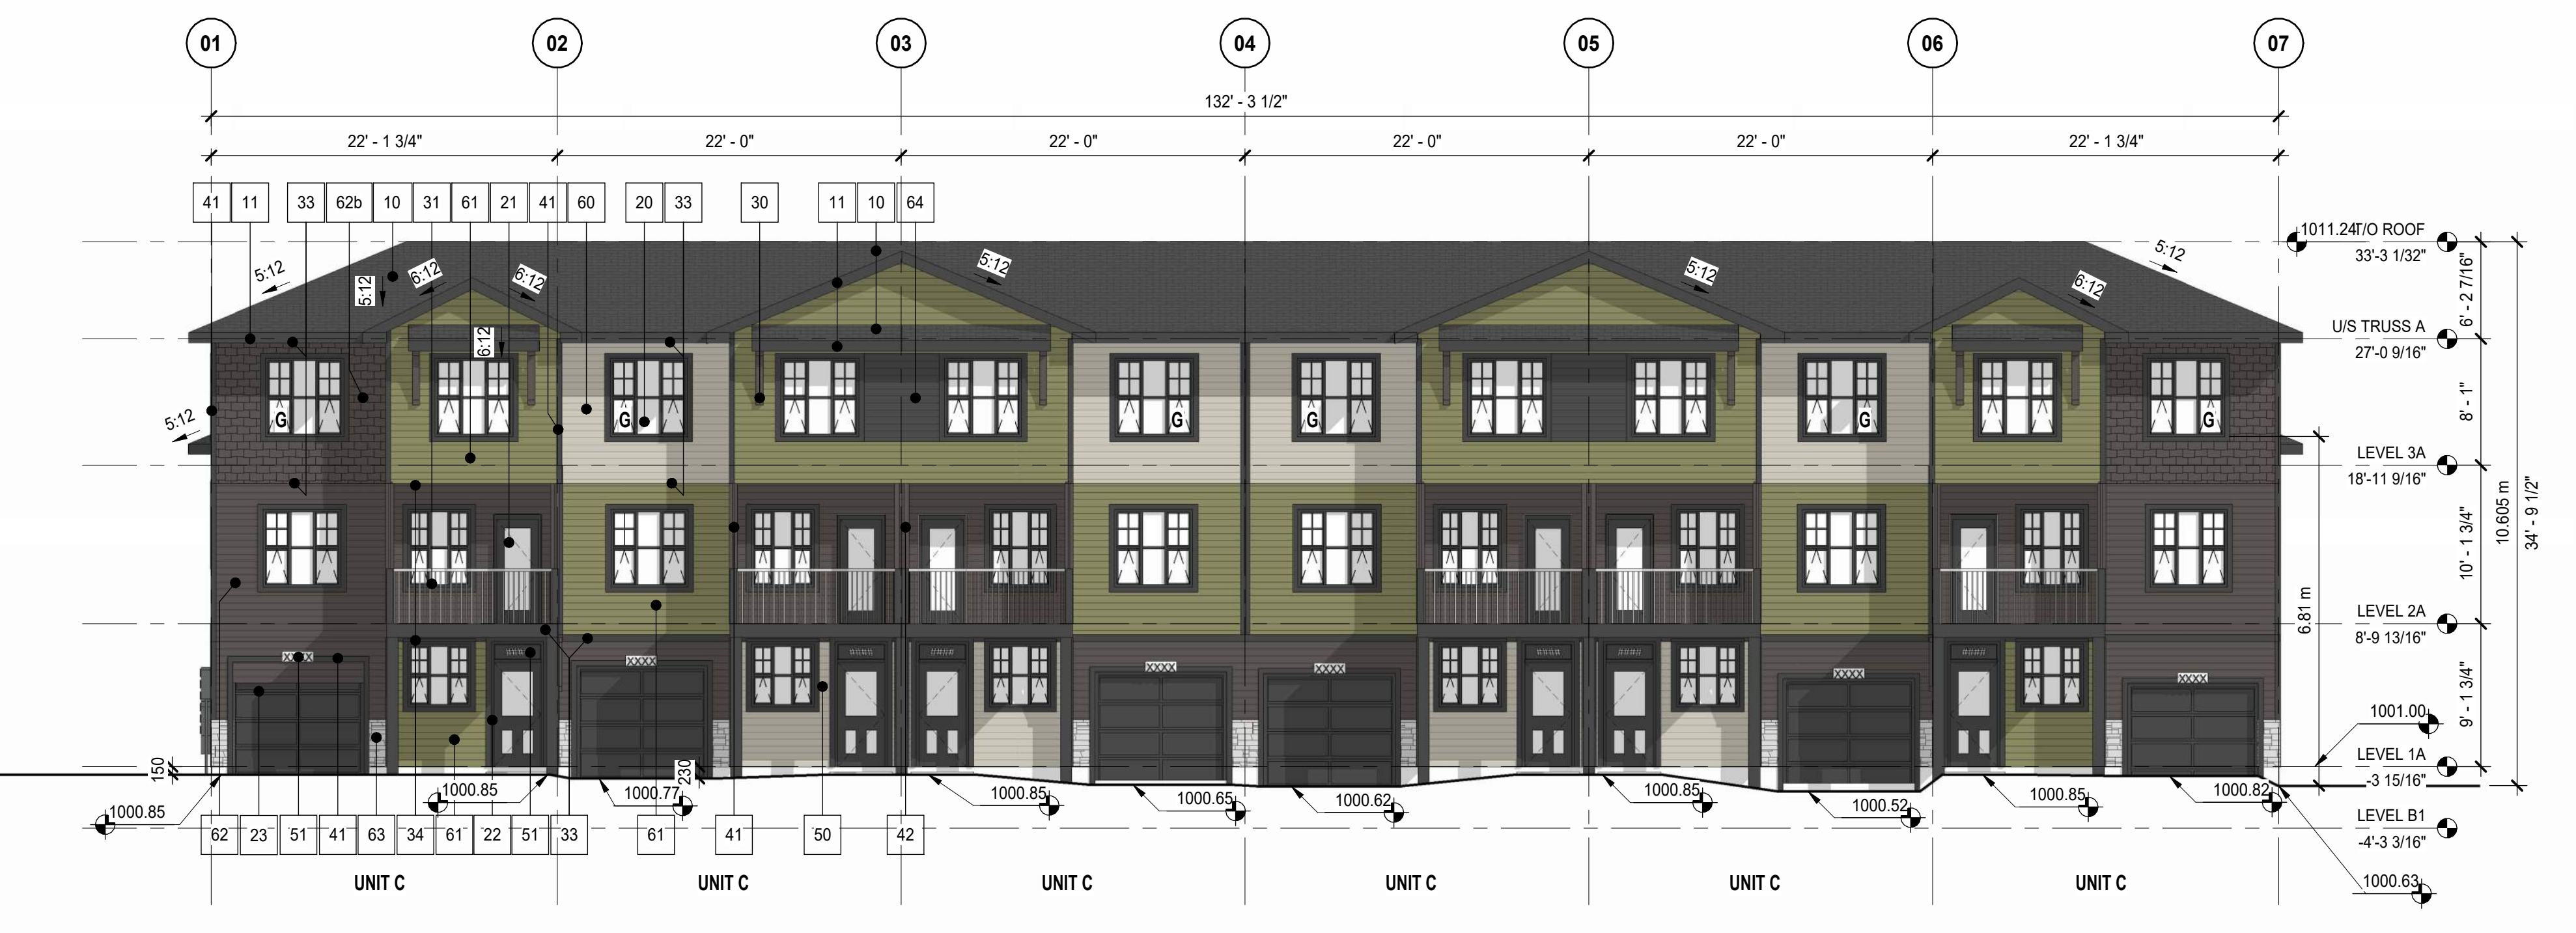 01 02 03 04 05 06 07
132' - 3 1/2"
22' - 1 3/4" 22' - 0" 22' - 0" 22' - 0" 22' - 0" 22' - 1 3/4"
41 11 33 62b 10 31 61 21 41 60 20 33 30 11 10 64
1011.24 T/O ROOF
33'-3 1/32"
5:12 5:12 6:12 6:12 5:12 5:12 6:12 5:12
6:12
6' - 2 7/16"
U/S TRUSS A
27'-0 9/16"
8' - 1"
5:12
G G G G G G
LEVEL 3A
18'-11 9/16"
10' - 1 3/4"
10.605 m
34' - 9 1/2"
6.81 m
LEVEL 2A
8'-9 13/16"
XXXX #### XXXX #### #### XXXX XXXX #### #### XXXX #### XXXX
9' - 1 3/4"
1001.00
LEVEL 1A
-3 15/16"
150 230
1000.85 1000.85 1000.77 1000.85 1000.65 1000.62 1000.85 1000.52 1000.85 1000.82
62 23 51 41 63 34 61 22 51 33 61 41 50 42
LEVEL B1
-4'-3 3/16"
1000.63
UNIT C UNIT C UNIT C UNIT C UNIT C UNIT C